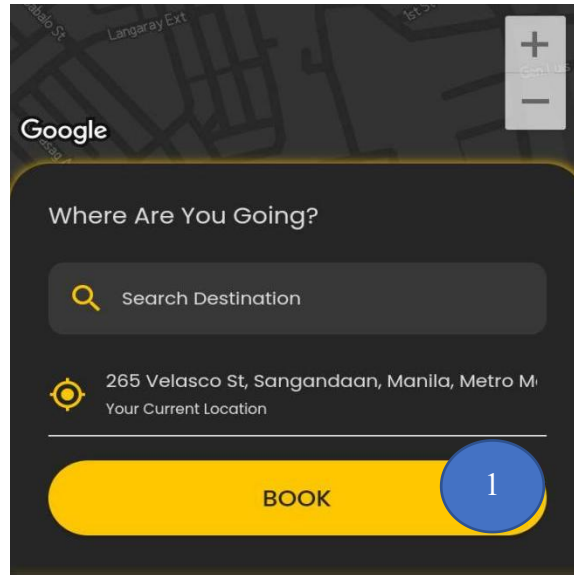 Langaray Ext
+
Google
−
Where Are You Going?
Search Destination
265 Velasco St, Sangandaan, Manila, Metro M
Your Current Location
BOOK
1